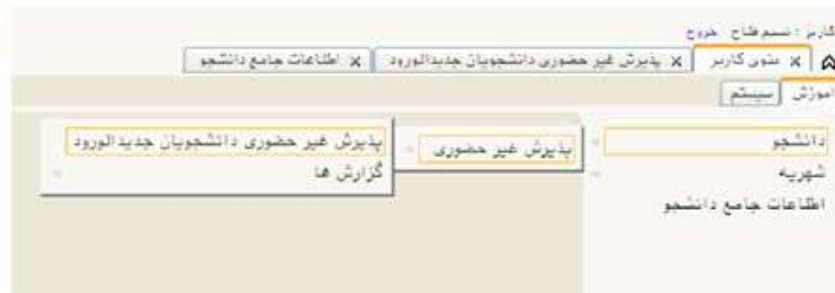 کاربر : نسیم فلاح خروج
منوی کاربر x پذیرش غیر حضوری دانشجویان جدیدالورود x اطلاعات جامع دانشجو x
آموزش سیستم
دانشجو پذیرش غیر حضوری پذیرش غیر حضوری دانشجویان جدیدالورود
شهریه گزارش ها
اطلاعات جامع دانشجو